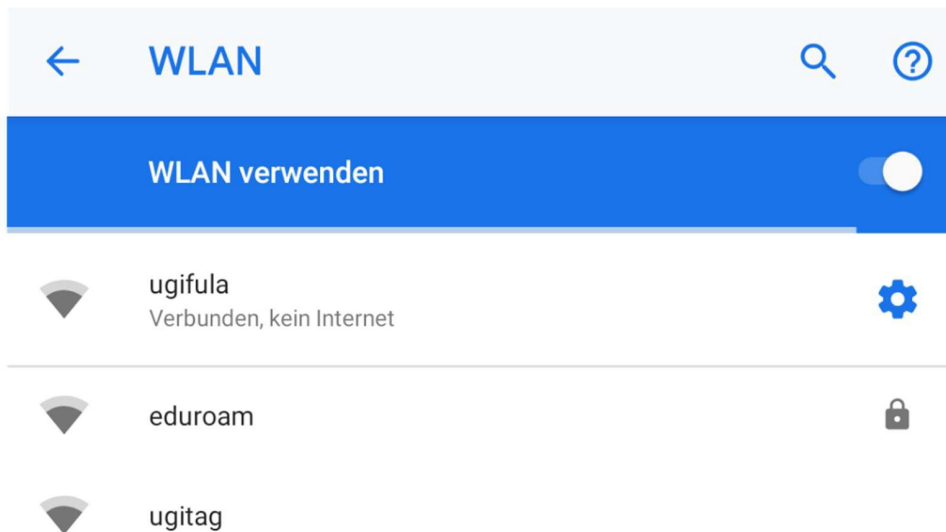 WLAN
WLAN verwenden
ugifula
Verbunden, kein Internet
eduroam
ugitag